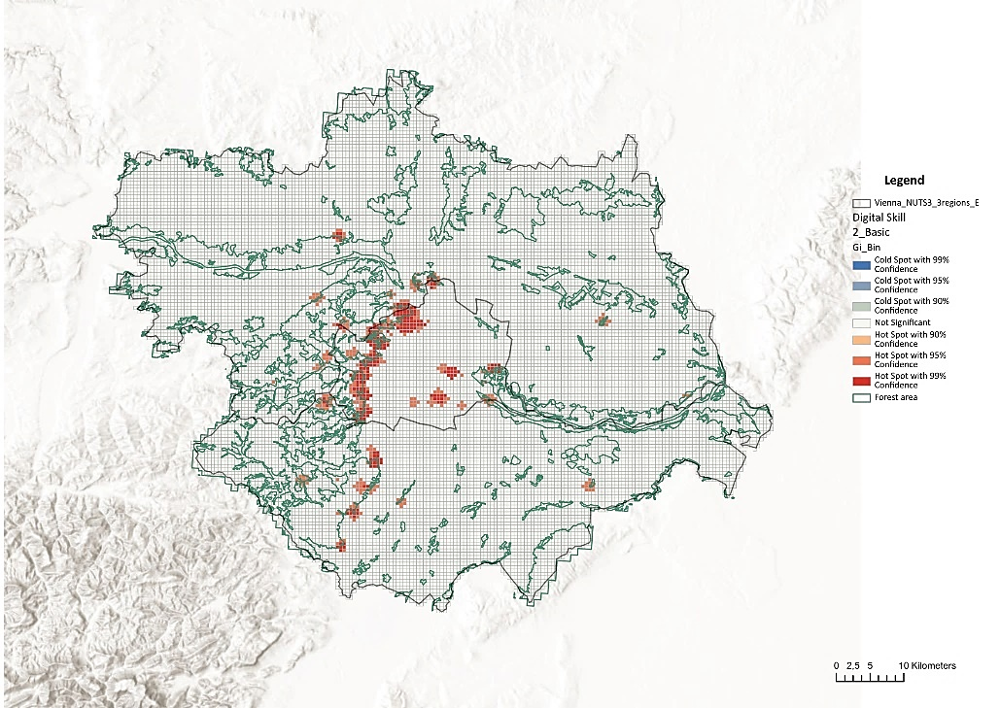 Legend
Vienna_NUTS3_3regions_E
Digital Skill
2_Basic
Gi_Bin
Cold Spot with 99%
Confidence
Cold Spot with 95%
Confidence
Cold Spot with 90%
Confidence
Not Significant
Hot Spot with 90%
Confidence
Hot Spot with 95%
Confidence
Hot Spot with 99%
Confidence
Forest area
0 2,5 5 10 Kilometers